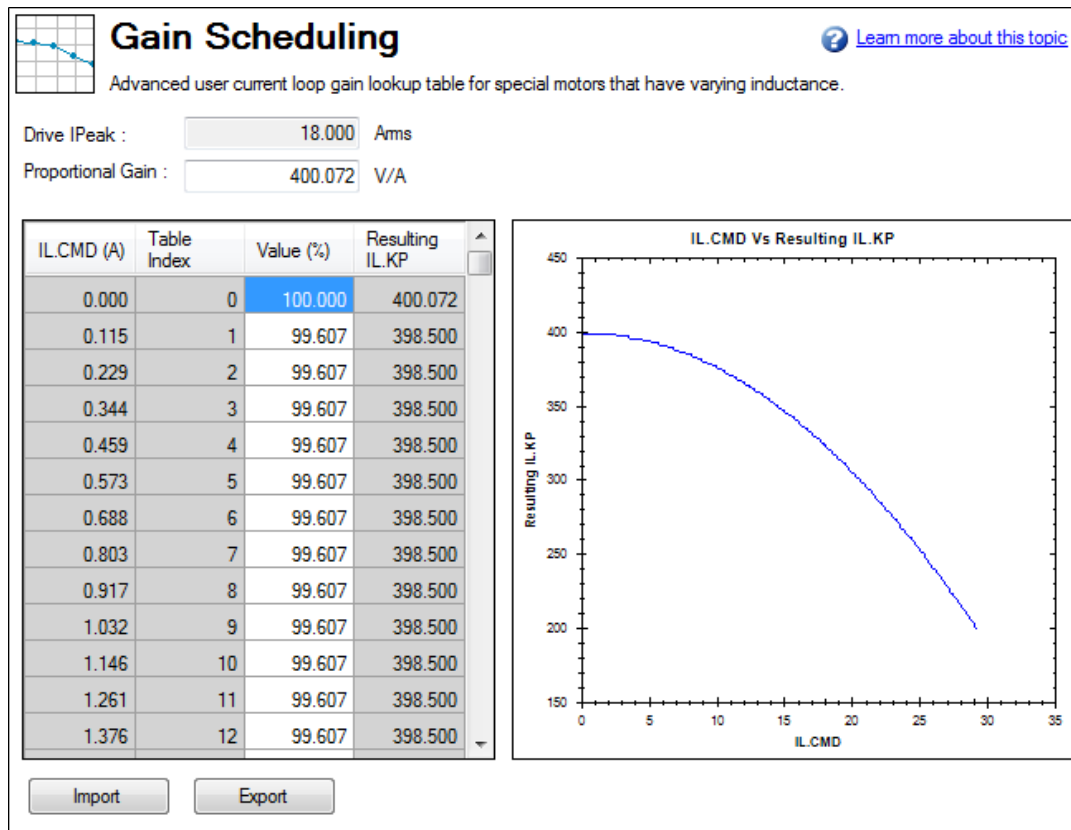 Gain Scheduling
Learn more about this topic
Advanced user current loop gain lookup table for special motors that have varying inductance.
Drive IPeak : 18.000 Arms
Proportional Gain : 400.072 V/A
IL.CMD (A) Table Index Value (%) Resulting IL.KP
0.000 0 100.000 400.072
0.115 1 99.607 398.500
0.229 2 99.607 398.500
0.344 3 99.607 398.500
0.459 4 99.607 398.500
0.573 5 99.607 398.500
0.688 6 99.607 398.500
0.803 7 99.607 398.500
0.917 8 99.607 398.500
1.032 9 99.607 398.500
1.146 10 99.607 398.500
1.261 11 99.607 398.500
1.376 12 99.607 398.500
IL.CMD Vs Resulting IL.KP
Resulting IL.KP
450
400
350
300
250
200
150
0 5 10 15 20 25 30 35
IL.CMD
Import Export